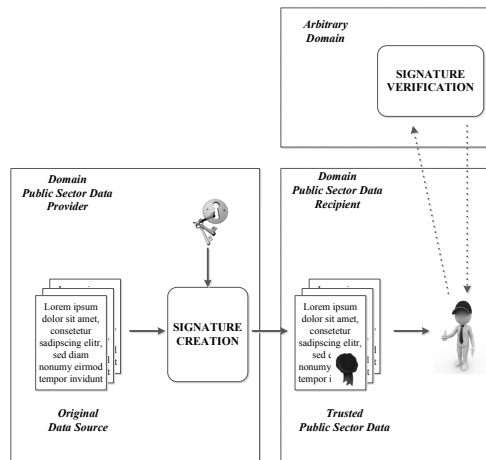 Arbitrary
Domain
SIGNATURE
VERIFICATION
Domain
Public Sector Data
Provider
Domain
Public Sector Data
Recipient
Lorem ipsum
dolor sit amet,
consetetur
sadipscing elitr,
sed diam
nonumy eirmod
tempor invidunt
SIGNATURE
CREATION
Lorem ipsum
dolor sit amet,
consetetur
sadipscing elitr,
sed
nonumy
tempor
Original
Data Source
Trusted
Public Sector Data